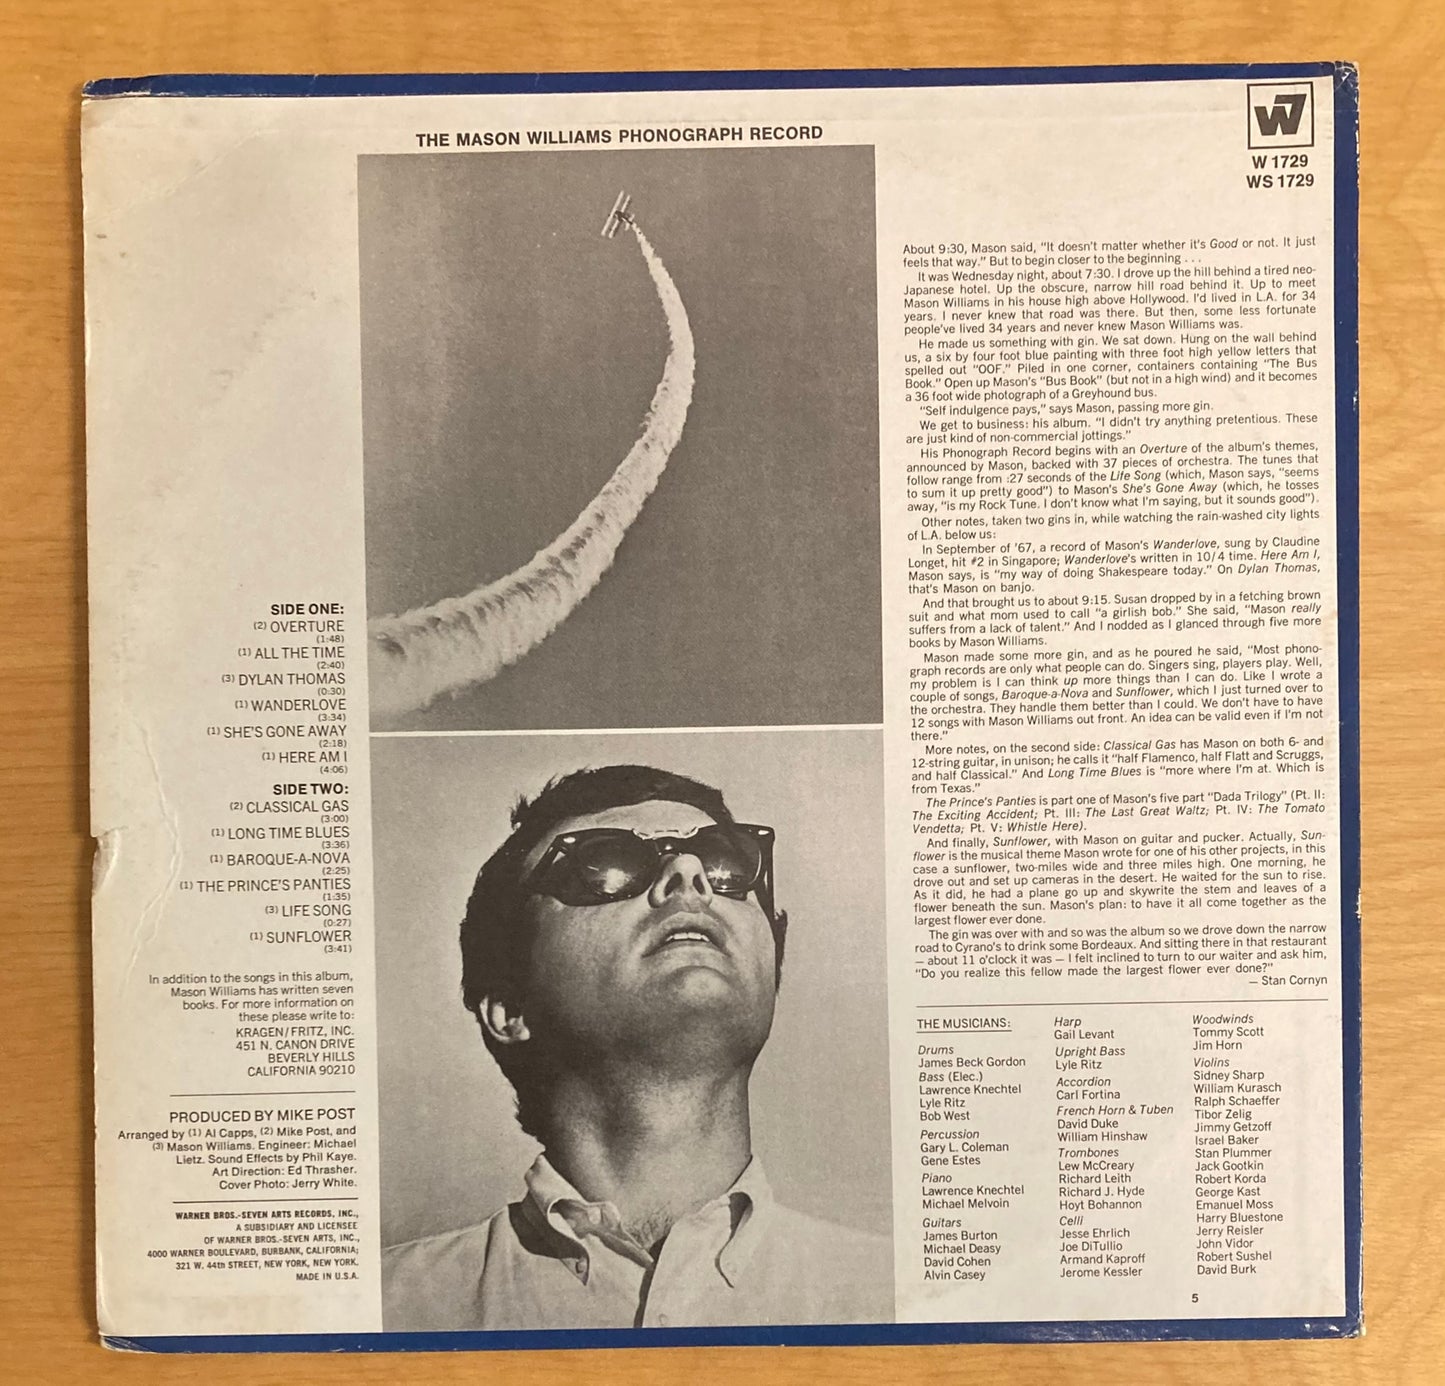 THE MASON WILLIAMS PHONOGRAPH RECORD
W7
W 1729
WS 1729
SIDE ONE:
(2) OVERTURE
(1:48)
(1) ALL THE TIME
(2:40)
(3) DYLAN THOMAS
(0:30)
(1) WANDERLOVE
(3:34)
(1) SHE'S GONE AWAY
(2:18)
(1) HERE AM I
(4:06)
SIDE TWO:
(2) CLASSICAL GAS
(3:00)
(1) LONG TIME BLUES
(3:36)
(1) BAROQUE-A-NOVA
(2:25)
(1) THE PRINCE'S PANTIES
(1:35)
(3) LIFE SONG
(0:27)
(1) SUNFLOWER
(3:41)
In addition to the songs in this album,
Mason Williams has written seven
books. For more information on
these please write to:
KRAGEN/FRITZ, INC.
451 N. CANON DRIVE
BEVERLY HILLS
CALIFORNIA 90210
PRODUCED BY MIKE POST
Arranged by (1) Al Capps, (2) Mike Post, and
(3) Mason Williams. Engineer: Michael
Lietz. Sound Effects by Phil Kaye.
Art Direction: Ed Thrasher.
Cover Photo: Jerry White.
WARNER BROS.-SEVEN ARTS RECORDS, INC.,
A SUBSIDIARY AND LICENSEE
OF WARNER BROS.-SEVEN ARTS, INC.,
4000 WARNER BOULEVARD, BURBANK, CALIFORNIA;
321 W. 44th STREET, NEW YORK, NEW YORK.
MADE IN U.S.A.
About 9:30, Mason said, "It doesn't matter whether it's Good or not. It just
feels that way." But to begin closer to the beginning . . .
It was Wednesday night, about 7:30. I drove up the hill behind a tired neo-
Japanese hotel. Up the obscure, narrow hill road behind it. Up to meet
Mason Williams in his house high above Hollywood. I'd lived in L.A. for 34
years. I never knew that road was there. But then, some less fortunate
people've lived 34 years and never knew Mason Williams was.
He made us something with gin. We sat down. Hung on the wall behind
us, a six by four foot blue painting with three foot high yellow letters that
spelled out "OOF." Piled in one corner, containers containing "The Bus
Book." Open up Mason's "Bus Book" (but not in a high wind) and it becomes
a 36 foot wide photograph of a Greyhound bus.
"Self indulgence pays," says Mason, passing more gin.
We get to business: his album. "I didn't try anything pretentious. These
are just kind of non-commercial jottings."
His Phonograph Record begins with an Overture of the album's themes,
announced by Mason, backed with 37 pieces of orchestra. The tunes that
follow range from :27 seconds of the Life Song (which, Mason says, "seems
to sum it up pretty good") to Mason's She's Gone Away (which, he tosses
away, "is my Rock Tune. I don't know what I'm saying, but it sounds good").
Other notes, taken two gins in, while watching the rain-washed city lights
of L.A. below us:
In September of '67, a record of Mason's Wanderlove, sung by Claudine
Longet, hit #2 in Singapore; Wanderlove's written in 10/4 time. Here Am I,
Mason says, is "my way of doing Shakespeare today." On Dylan Thomas,
that's Mason on banjo.
And that brought us to about 9:15. Susan dropped by in a fetching brown
suit and what mom used to call "a girlish bob." She said, "Mason really
suffers from a lack of talent." And I nodded as I glanced through five more
books by Mason Williams.
Mason made some more gin, and as he poured he said, "Most phono-
graph records are only what people can do. Singers sing, players play. Well,
my problem is I can think up more things than I can do. Like I wrote a
couple of songs, Baroque-a-Nova and Sunflower, which I just turned over to
the orchestra. They handle them better than I could. We don't have to have
12 songs with Mason Williams out front. An idea can be valid even if I'm not
there."
More notes, on the second side: Classical Gas has Mason on both 6- and
12-string guitar, in unison; he calls it "half Flamenco, half Flatt and Scruggs,
and half Classical." And Long Time Blues is "more where I'm at. Which is
from Texas."
The Prince's Panties is part one of Mason's five part "Dada Trilogy" (Pt. II:
The Exciting Accident; Pt. III: The Last Great Waltz; Pt. IV: The Tomato
Vendetta; Pt. V: Whistle Here).
And finally, Sunflower, with Mason on guitar and pucker. Actually, Sun-
flower is the musical theme Mason wrote for one of his other projects, in this
case a sunflower, two-miles wide and three miles high. One morning, he
drove out and set up cameras in the desert. He waited for the sun to rise.
As it did, he had a plane go up and skywrite the stem and leaves of a
flower beneath the sun. Mason's plan: to have it all come together as the
largest flower ever done.
The gin was over with and so was the album so we drove down the narrow
road to Cyrano's to drink some Bordeaux. And sitting there in that restaurant
— about 11 o'clock it was — I felt inclined to turn to our waiter and ask him,
"Do you realize this fellow made the largest flower ever done?"
— Stan Cornyn
THE MUSICIANS:
Drums
James Beck Gordon
Bass (Elec.)
Lawrence Knechtel
Lyle Ritz
Bob West
Percussion
Gary L. Coleman
Gene Estes
Piano
Lawrence Knechtel
Michael Melvoin
Guitars
James Burton
Michael Deasy
David Cohen
Alvin Casey
Harp
Gail Levant
Upright Bass
Lyle Ritz
Accordion
Carl Fortina
French Horn & Tuben
David Duke
William Hinshaw
Trombones
Lew McCreary
Richard Leith
Richard J. Hyde
Hoyt Bohannon
Celli
Jesse Ehrlich
Joe DiTullio
Armand Kaproff
Jerome Kessler
Woodwinds
Tommy Scott
Jim Horn
Violins
Sidney Sharp
William Kurasch
Ralph Schaeffer
Tibor Zelig
Jimmy Getzoff
Israel Baker
Stan Plummer
Jack Gootkin
Robert Korda
George Kast
Emanuel Moss
Harry Bluestone
Jerry Reisler
John Vidor
Robert Sushel
David Burk
5